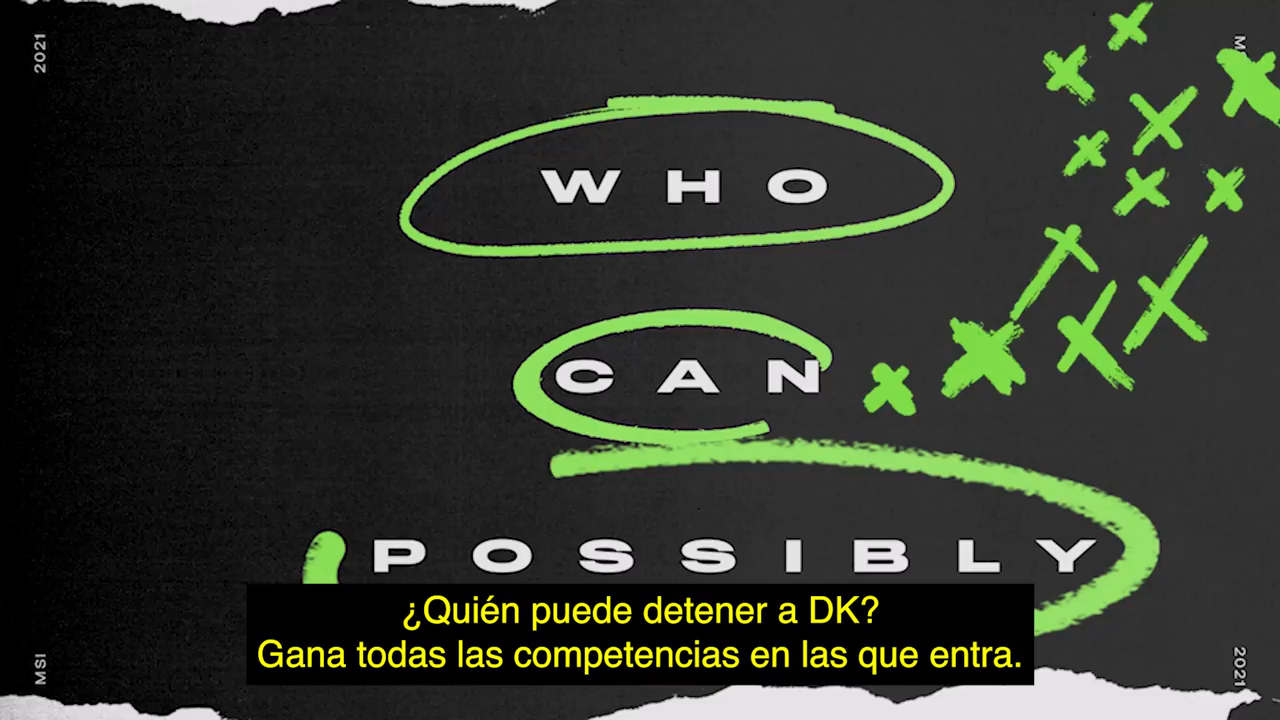 2021
M
WHO
CAN
POSSIBLY
¿Quién puede detener a DK?
Gana todas las competencias en las que entra.
MSI
2021